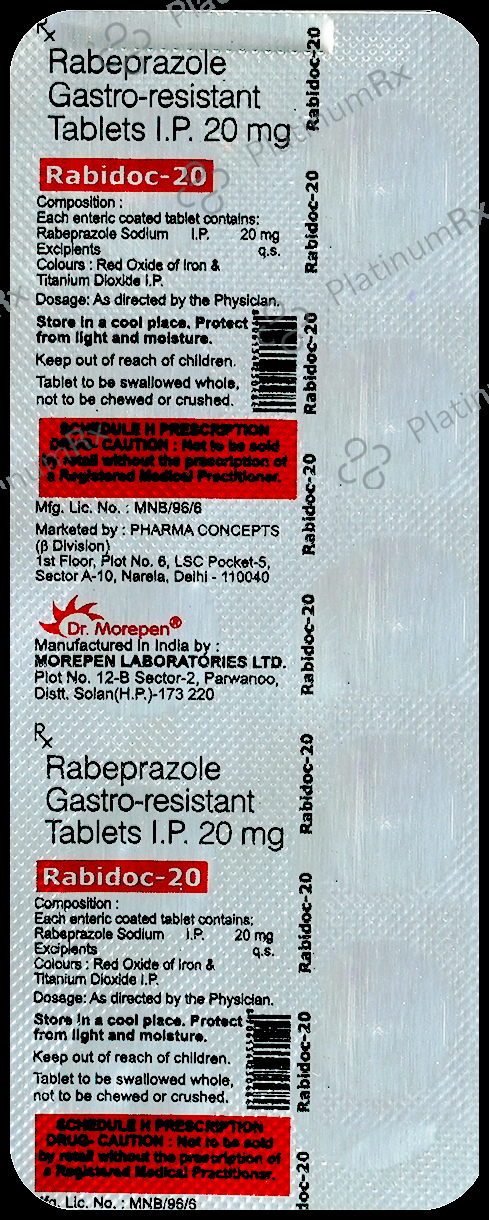 Rx
Rabeprazole
Gastro-resistant
Tablets I.P. 20 mg
Rabidoc-20
Composition :
Each enteric coated tablet contains:
Rabeprazole Sodium I.P. 20 mg
Excipients q.s.
Colours : Red Oxide of Iron &
Titanium Dioxide I.P.
Dosage: As directed by the Physician.
Store in a cool place. Protect
from light and moisture.
Keep out of reach of children.
Tablet to be swallowed whole,
not to be chewed or crushed.
SCHEDULE H PRESCRIPTION
DRUG- CAUTION : Not to be sold
by retail without the prescription of
a Registered Medical Practitioner.
Mfg. Lic. No. : MNB/96/6
Marketed by : PHARMA CONCEPTS
(β Division)
1st Floor, Plot No. 6, LSC Pocket-5,
Sector A-10, Narela, Delhi - 110040
Dr. Morepen®
Manufactured in India by :
MOREPEN LABORATORIES LTD.
Plot No. 12-B Sector-2, Parwanoo,
Distt. Solan(H.P.)-173 220
Rx
Rabeprazole
Gastro-resistant
Tablets I.P. 20 mg
Rabidoc-20
Composition :
Each enteric coated tablet contains:
Rabeprazole Sodium I.P. 20 mg
Excipients q.s.
Colours : Red Oxide of Iron &
Titanium Dioxide I.P.
Dosage: As directed by the Physician.
Store in a cool place. Protect
from light and moisture.
Keep out of reach of children.
Tablet to be swallowed whole,
not to be chewed or crushed.
SCHEDULE H PRESCRIPTION
DRUG- CAUTION : Not to be sold
by retail without the prescription of
a Registered Medical Practitioner.
Mfg. Lic. No. : MNB/96/6
Rabidoc-20
Rabidoc-20
Rabidoc-20
Rabidoc-20
Rabidoc-20
Rabidoc-20
Rabidoc-20
Rabidoc-20
doc-20
PlatinumRx
PlatinumRx
PlatinumRx
PlatinumRx